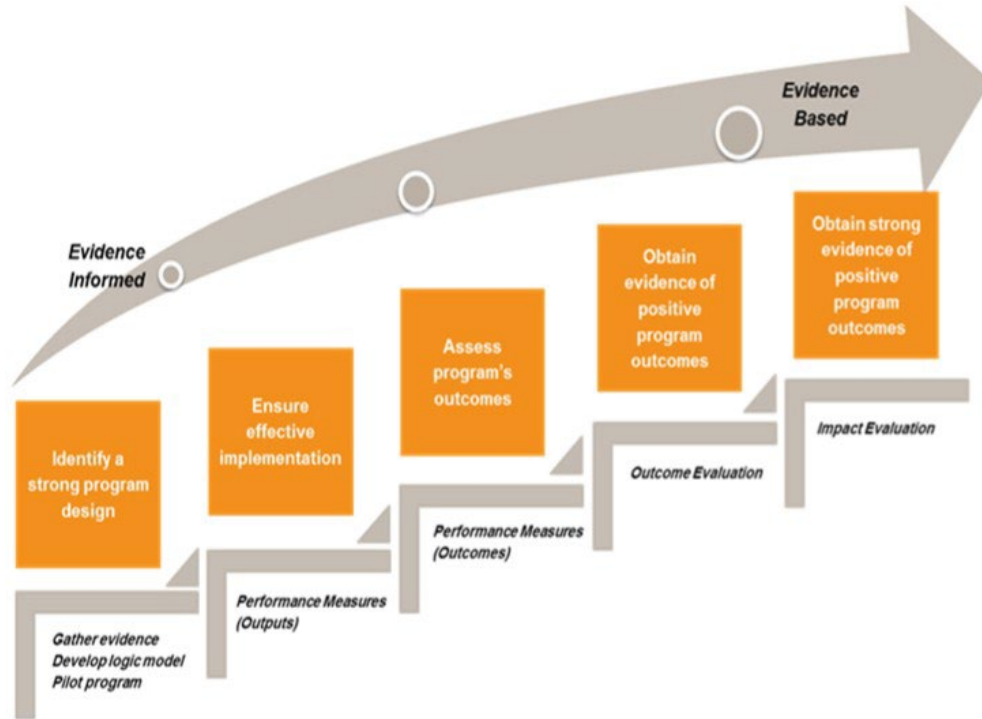 Evidence
Based
Evidence
Informed
Identify a
strong program
design
Gather evidence
Develop logic model
Pilot program
Ensure
effective
implementation
Performance Measures
(Outputs)
Assess
program's
outcomes
Performance Measures
(Outcomes)
Obtain
evidence of
positive
program
outcomes
Outcome Evaluation
Obtain strong
evidence of
positive
program
outcomes
Impact Evaluation